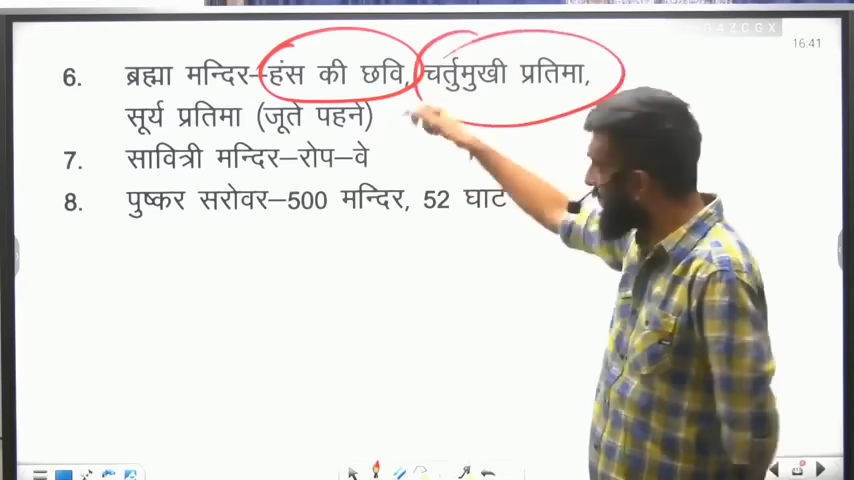 16:41
6. ब्रह्मा मन्दिर–हंस की छवि, चर्तुमुखी प्रतिमा,
सूर्य प्रतिमा (जूते पहने)
7. सावित्री मन्दिर–रोप–वे
8. पुष्कर सरोवर–500 मन्दिर, 52 घाट